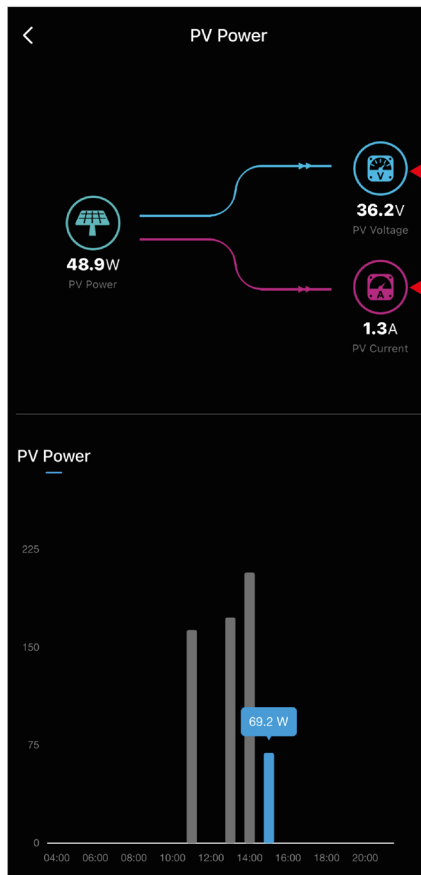 PV Power
V
36.2V
PV Voltage
48.9W
PV Power
A
1.3A
PV Current
PV Power
225
150
69.2 W
75
0
04:00 06:00 08:00 10:00 12:00 14:00 16:00 18:00 20:00